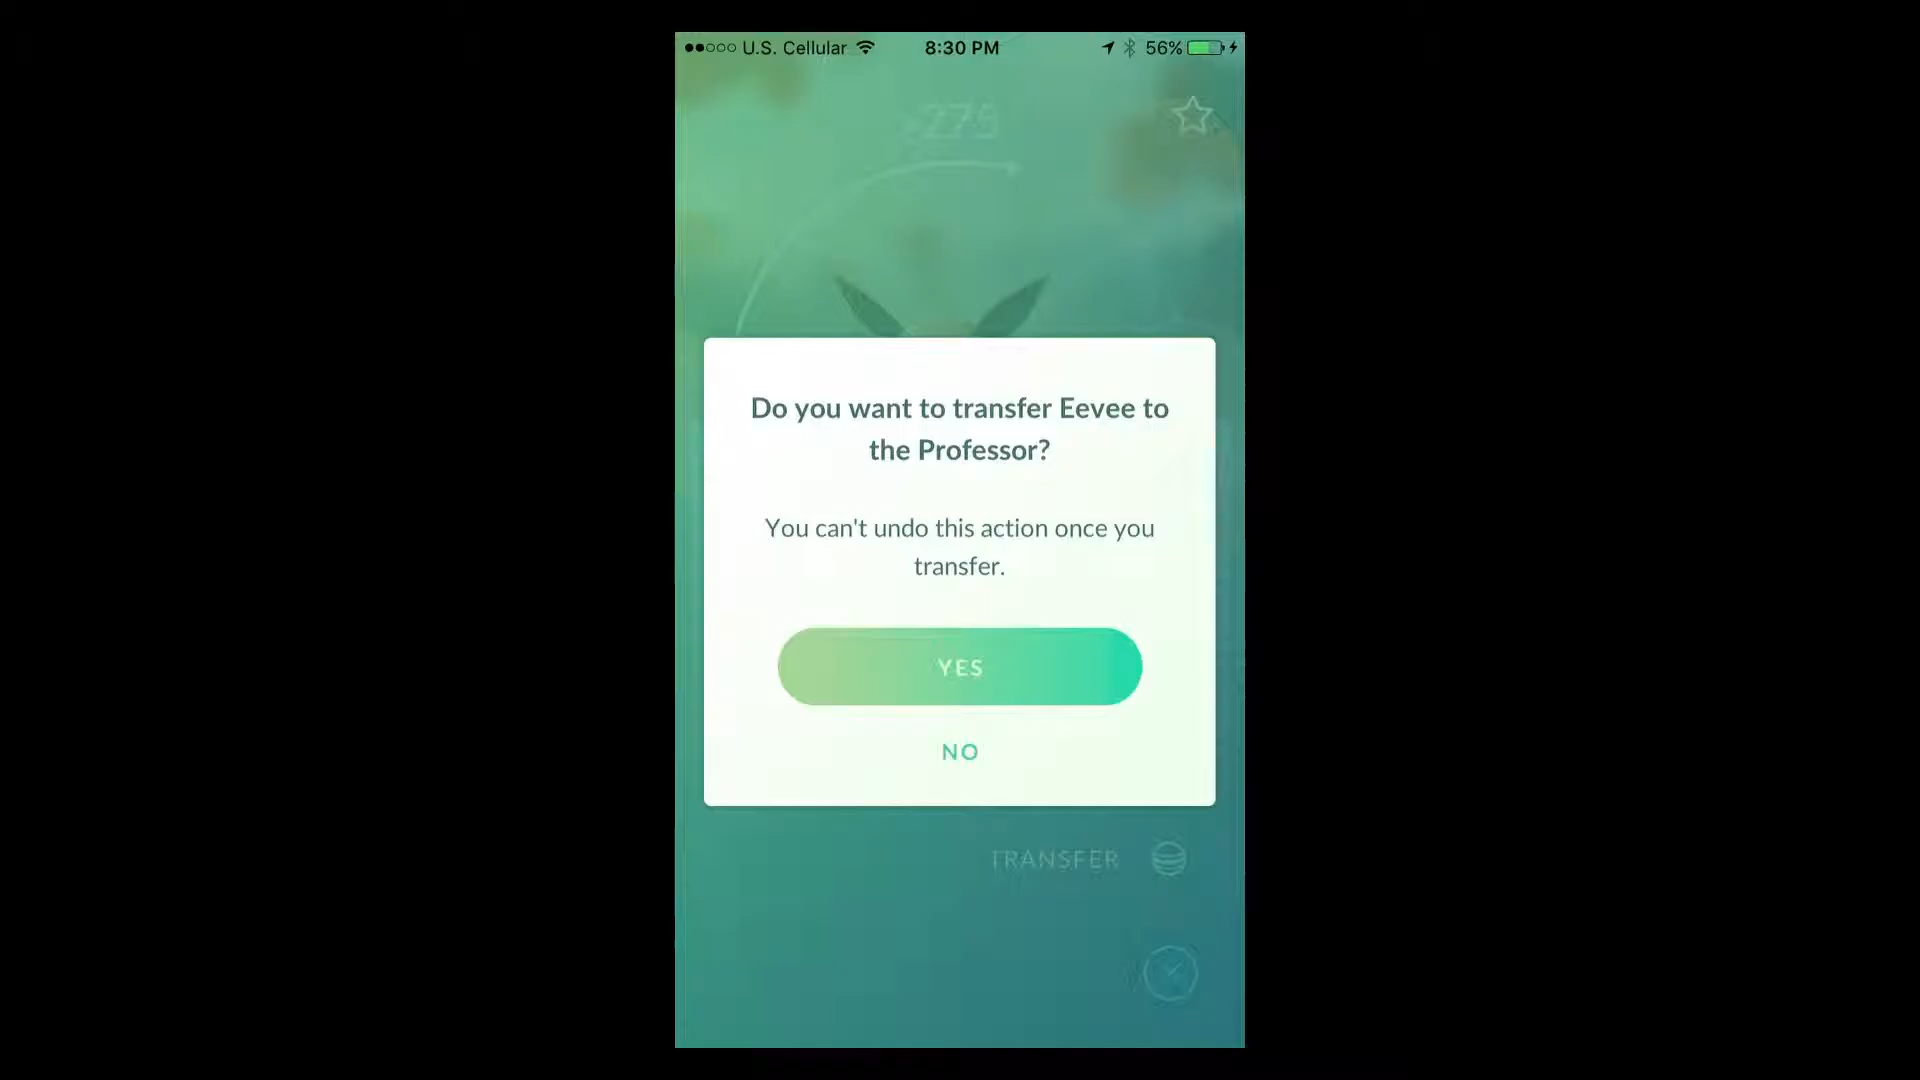 U.S. Cellular 8:30 PM 56%
Do you want to transfer Eevee to
the Professor?
You can't undo this action once you
transfer.
YES
NO
TRANSFER